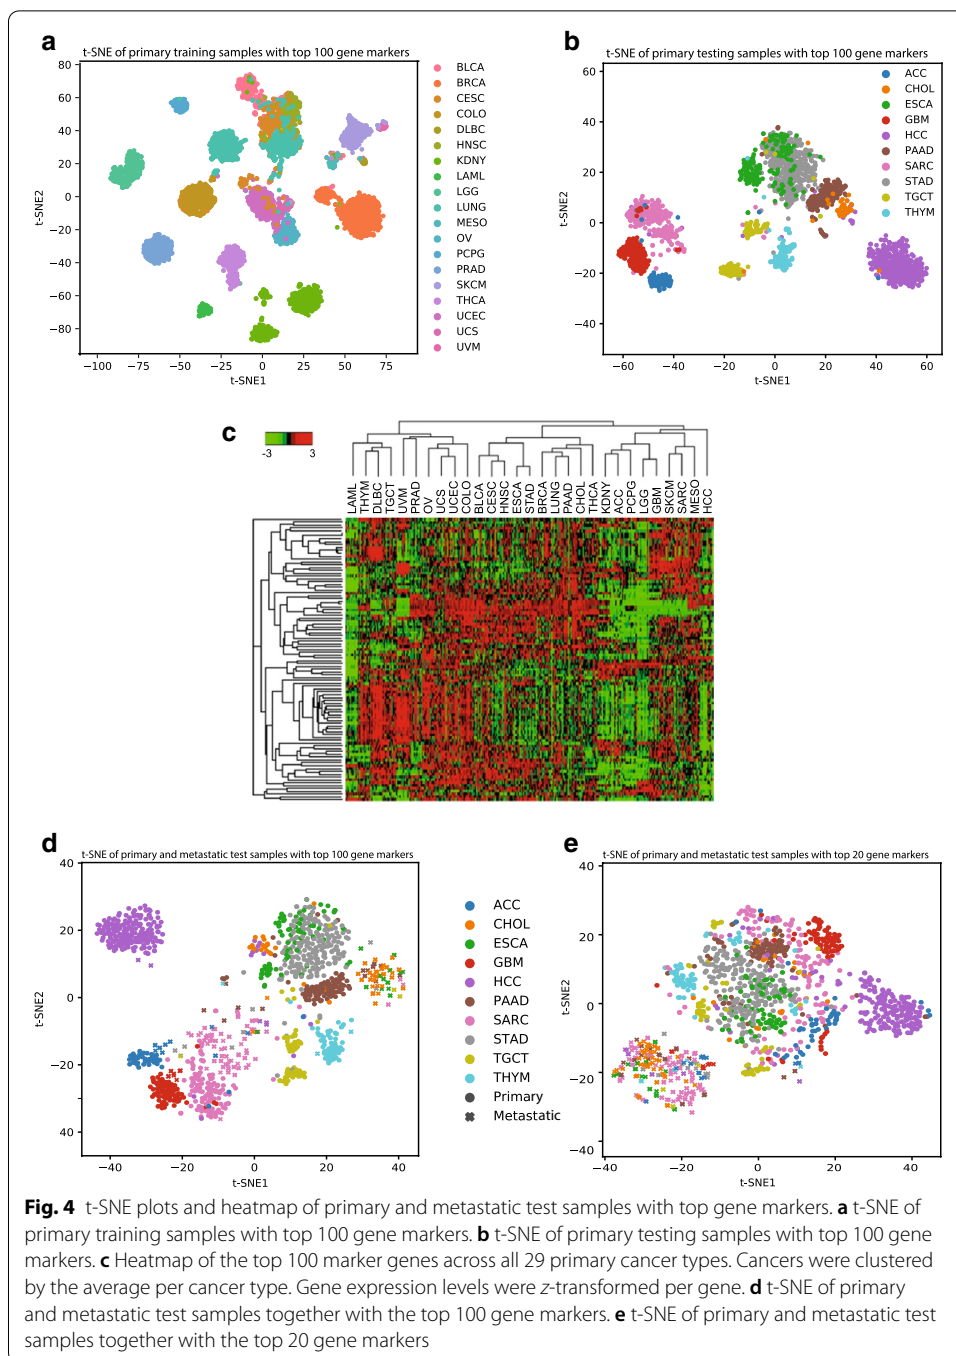 a
t-SNE of primary training samples with top 100 gene markers
80
60
40
20
0
−20
−40
−60
−80
t-SNE2
−100 −75 −50 −25 0 25 50 75
t-SNE1
BLCA
BRCA
CESC
COLO
DLBC
HNSC
KDNY
LAML
LGG
LUNG
MESO
OV
PCPG
PRAD
SKCM
THCA
UCEC
UCS
UVM
b
t-SNE of primary testing samples with top 100 gene markers
60
40
20
0
−20
−40
t-SNE2
−60 −40 −20 0 20 40 60
t-SNE1
ACC
CHOL
ESCA
GBM
HCC
PAAD
SARC
STAD
TGCT
THYM
c
-3 3
LAML THYM DLBC TGCT UVM PRAD OV UCS UCEC COLO BLCA CESC HNSC ESCA STAD BRCA LUNG PAAD CHOL THCA KDNY ACC PCPG LGG GBM SKCM SARC MESO HCC
d
t-SNE of primary and metastatic test samples with top 100 gene markers
40
20
0
−20
40
t-SNE2
−40 −20 0 20 40
t-SNE1
ACC
CHOL
ESCA
GBM
HCC
PAAD
SARC
STAD
TGCT
THYM
Primary
Metastatic
e
t-SNE of primary and metastatic test samples with top 20 gene markers
40
20
0
−20
−40
t-SNE2
−40 −20 0 20 40
t-SNE1
Fig. 4 t-SNE plots and heatmap of primary and metastatic test samples with top gene markers. a t-SNE of
primary training samples with top 100 gene markers. b t-SNE of primary testing samples with top 100 gene
markers. c Heatmap of the top 100 marker genes across all 29 primary cancer types. Cancers were clustered
by the average per cancer type. Gene expression levels were z-transformed per gene. d t-SNE of primary
and metastatic test samples together with the top 100 gene markers. e t-SNE of primary and metastatic test
samples together with the top 20 gene markers